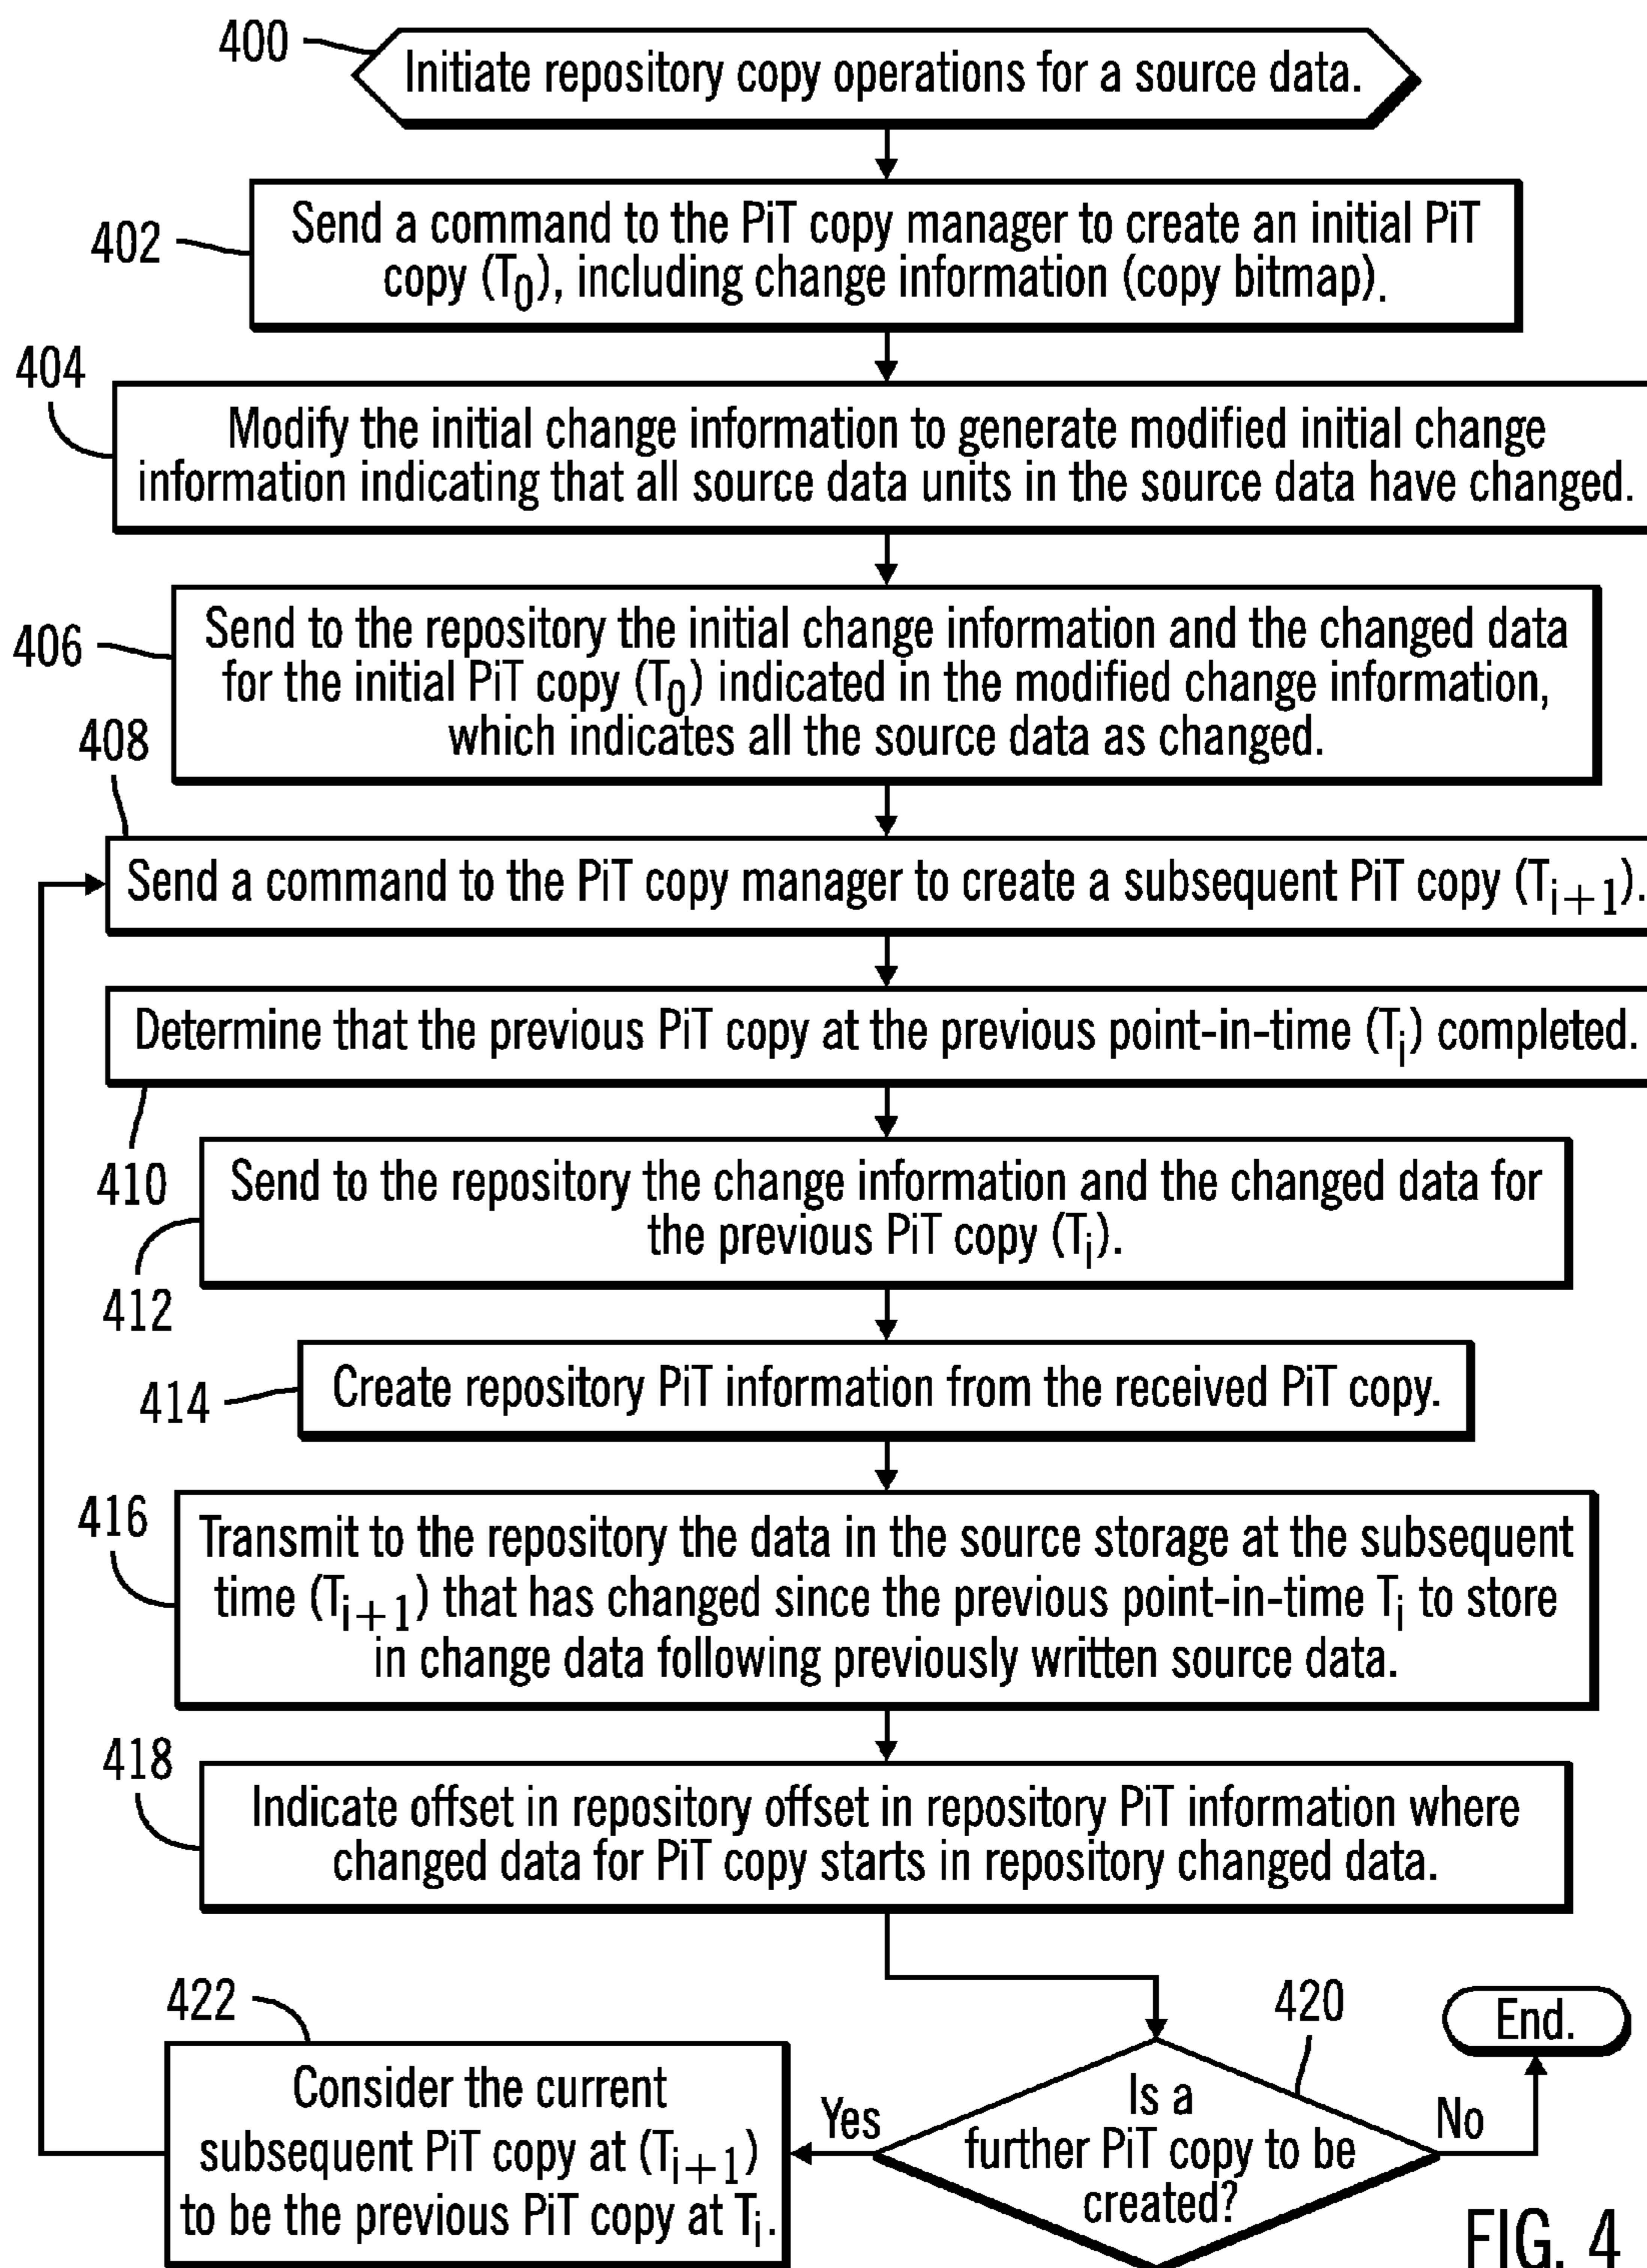 400
Initiate repository copy operations for a source data.
402
Send a command to the PiT copy manager to create an initial PiT
copy (T0), including change information (copy bitmap).
404
Modify the initial change information to generate modified initial change
information indicating that all source data units in the source data have changed.
406
Send to the repository the initial change information and the changed data
for the initial PiT copy (T0) indicated in the modified change information,
which indicates all the source data as changed.
408
Send a command to the PiT copy manager to create a subsequent PiT copy (Ti+1).
Determine that the previous PiT copy at the previous point-in-time (Ti) completed.
410
Send to the repository the change information and the changed data for
the previous PiT copy (Ti).
412
Create repository PiT information from the received PiT copy.
414
416
Transmit to the repository the data in the source storage at the subsequent
time (Ti+1) that has changed since the previous point-in-time Ti to store
in change data following previously written source data.
418
Indicate offset in repository offset in repository PiT information where
changed data for PiT copy starts in repository changed data.
420
Is a
further PiT copy to be
created?
Yes
No
End.
422
Consider the current
subsequent PiT copy at (Ti+1)
to be the previous PiT copy at Ti.
FIG. 4